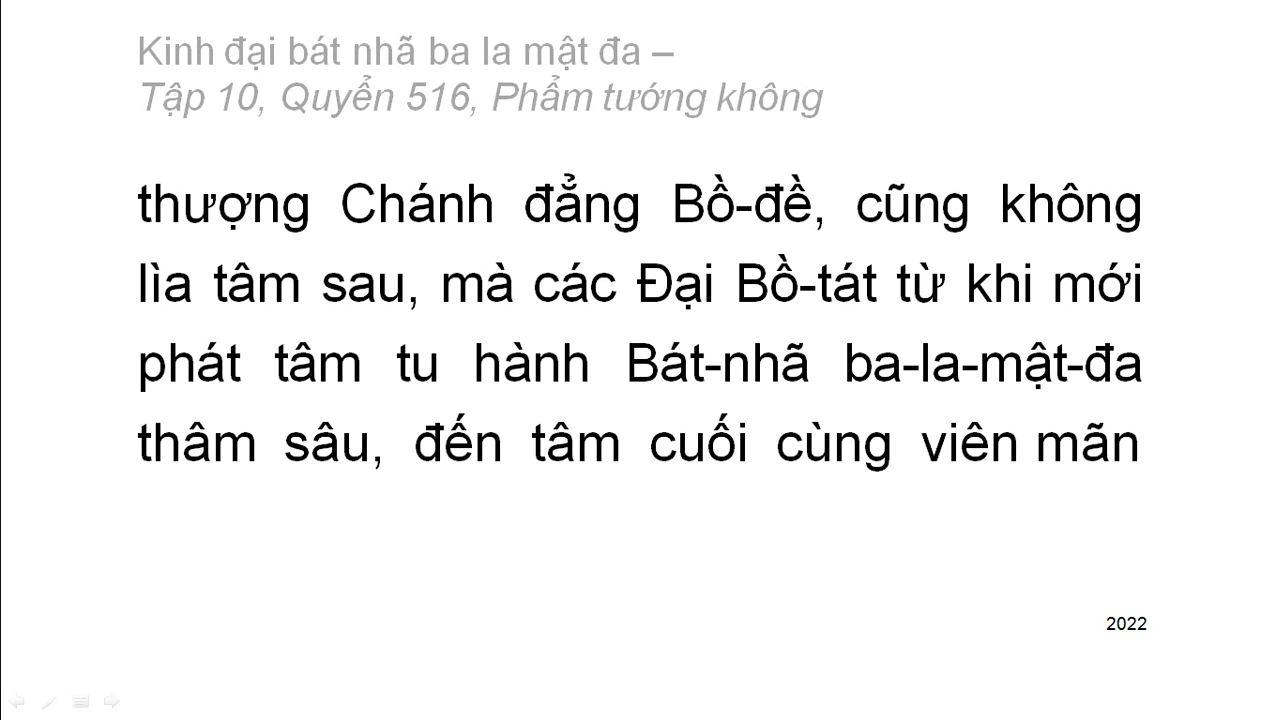 Kinh đại bát nhã ba la mật đa –
Tập 10, Quyển 516, Phẩm tướng không
thượng Chánh đẳng Bồ-đề, cũng không
lìa tâm sau, mà các Đại Bồ-tát từ khi mới
phát tâm tu hành Bát-nhã ba-la-mật-đa
thâm sâu, đến tâm cuối cùng viên mãn
2022